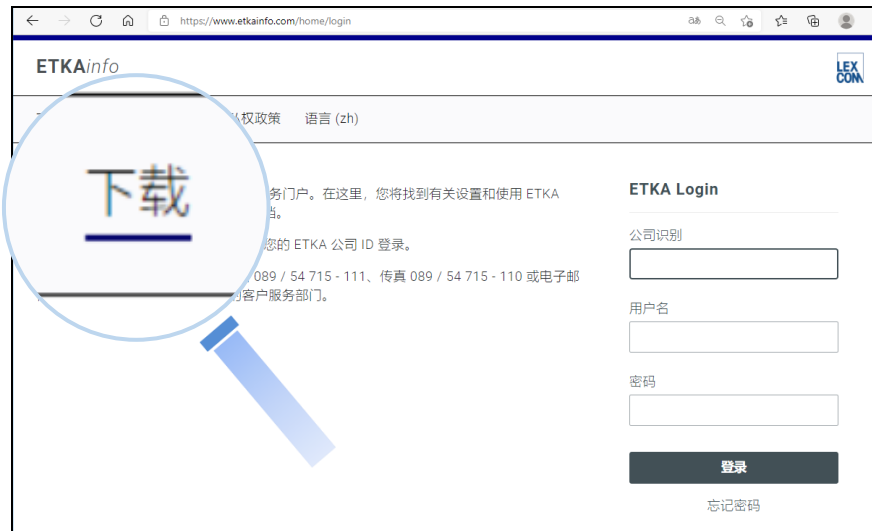 https://www.etkainfo.com/home/login
ETKAinfo
LEX
COM
权政策 语言 (zh)
下载
务门户。在这里，您将找到有关设置和使用 ETKA
您的 ETKA 公司 ID 登录。
089 / 54 715 - 111、传真 089 / 54 715 - 110 或电子邮
客户服务部门。
ETKA Login
公司识别
用户名
密码
登录
忘记密码